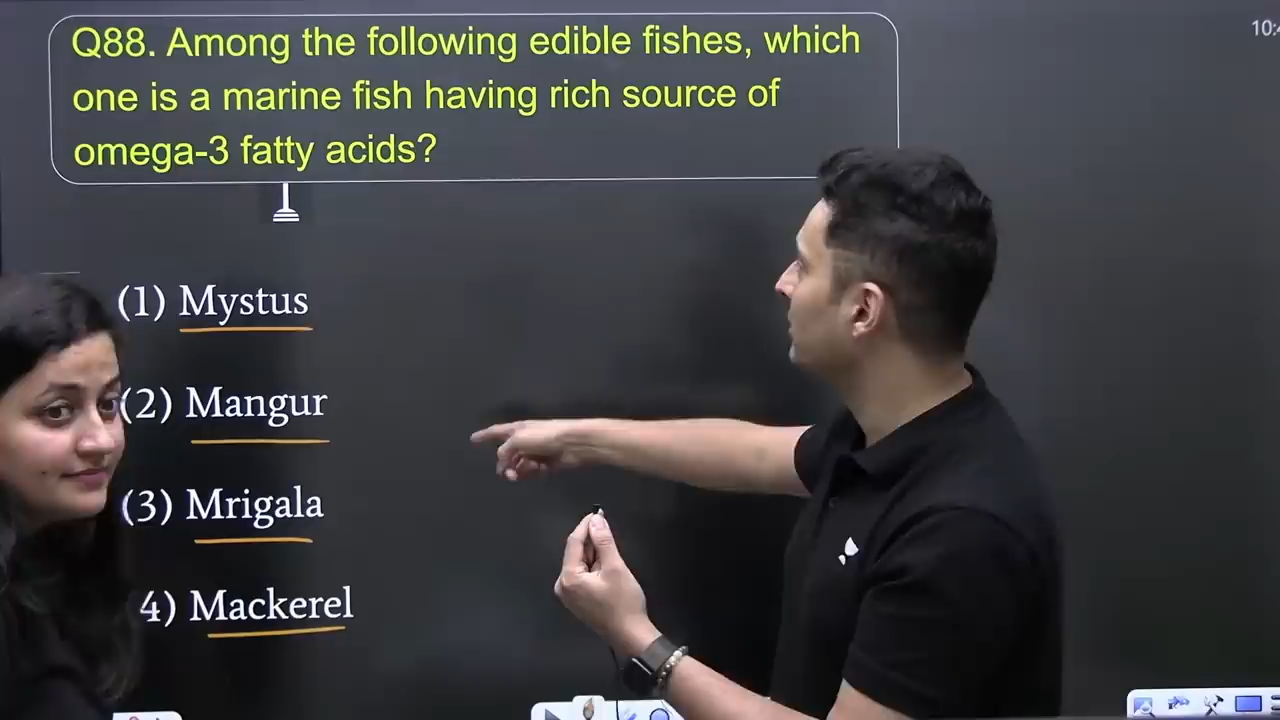 Q88. Among the following edible fishes, which
one is a marine fish having rich source of
omega-3 fatty acids?
(1) Mystus
(2) Mangur
(3) Mrigala
4) Mackerel